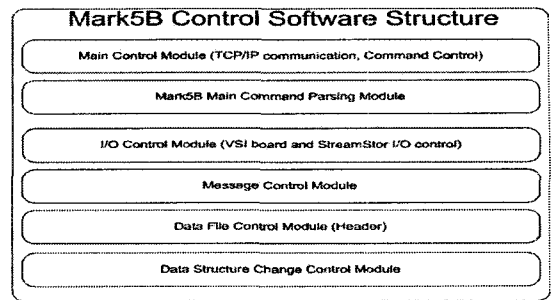 Mark5B Control Software Structure
Main Control Module (TCP/IP communication, Command Control)
Mark5B Main Command Parsing Module
I/O Control Module (VSI board and StreamStor I/O control)
Message Control Module
Data File Control Module (Header)
Data Structure Change Control Module